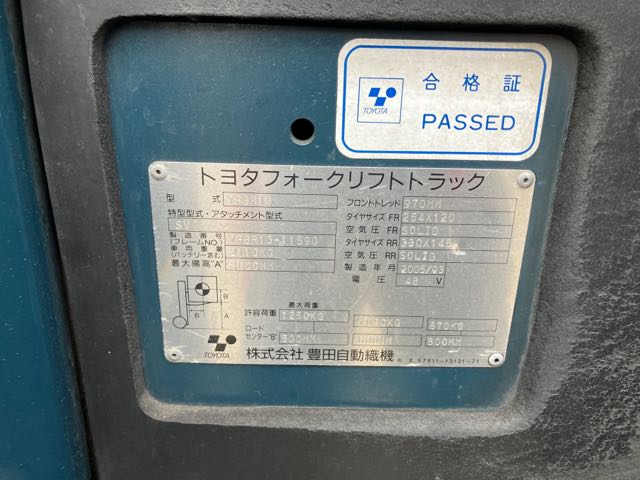 合格証
TOYOTA
PASSED
トヨタフォークリフトトラック
型式
フロントトレッド 970MM
特型型式・アタッチメント型式
タイヤサイズ FR 254X120
SV
空気圧 FR SOLID
製造番号
(フレームNO.)
タイヤサイズ RR
車両重量
(バッテリー含む)
空気圧 RR SOLID
最大揚高"A"
製造年月 2005/03
電圧 48 V
B
B
A
最大荷重
許容荷重 1250KG 870KG
ロード
センター"B" 500MM 800MM
TOYOTA
株式会社 豊田自動織機